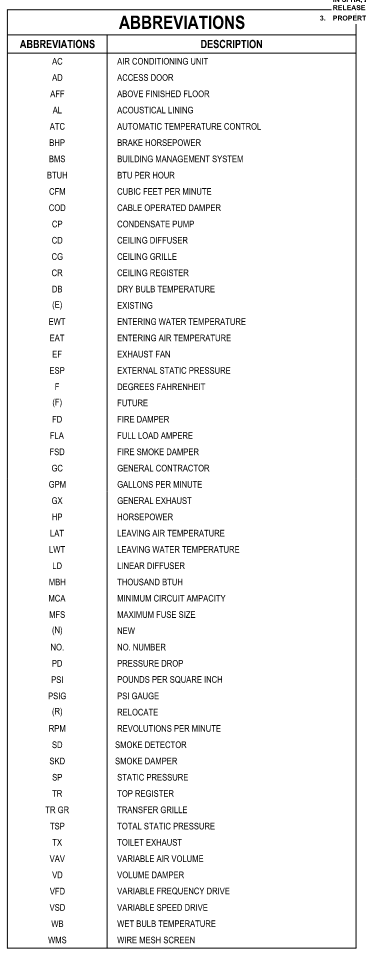 RELEASE
3. PROPERT
ABBREVIATIONS
ABBREVIATIONS DESCRIPTION
AC AIR CONDITIONING UNIT
AD ACCESS DOOR
AFF ABOVE FINISHED FLOOR
AL ACOUSTICAL LINING
ATC AUTOMATIC TEMPERATURE CONTROL
BHP BRAKE HORSEPOWER
BMS BUILDING MANAGEMENT SYSTEM
BTUH BTU PER HOUR
CFM CUBIC FEET PER MINUTE
COD CABLE OPERATED DAMPER
CP CONDENSATE PUMP
CD CEILING DIFFUSER
CG CEILING GRILLE
CR CEILING REGISTER
DB DRY BULB TEMPERATURE
(E) EXISTING
EWT ENTERING WATER TEMPERATURE
EAT ENTERING AIR TEMPERATURE
EF EXHAUST FAN
ESP EXTERNAL STATIC PRESSURE
F DEGREES FAHRENHEIT
(F) FUTURE
FD FIRE DAMPER
FLA FULL LOAD AMPERE
FSD FIRE SMOKE DAMPER
GC GENERAL CONTRACTOR
GPM GALLONS PER MINUTE
GX GENERAL EXHAUST
HP HORSEPOWER
LAT LEAVING AIR TEMPERATURE
LWT LEAVING WATER TEMPERATURE
LD LINEAR DIFFUSER
MBH THOUSAND BTUH
MCA MINIMUM CIRCUIT AMPACITY
MFS MAXIMUM FUSE SIZE
(N) NEW
NO. NO. NUMBER
PD PRESSURE DROP
PSI POUNDS PER SQUARE INCH
PSIG PSI GAUGE
(R) RELOCATE
RPM REVOLUTIONS PER MINUTE
SD SMOKE DETECTOR
SKD SMOKE DAMPER
SP STATIC PRESSURE
TR TOP REGISTER
TR GR TRANSFER GRILLE
TSP TOTAL STATIC PRESSURE
TX TOILET EXHAUST
VAV VARIABLE AIR VOLUME
VD VOLUME DAMPER
VFD VARIABLE FREQUENCY DRIVE
VSD VARIABLE SPEED DRIVE
WB WET BULB TEMPERATURE
WMS WIRE MESH SCREEN